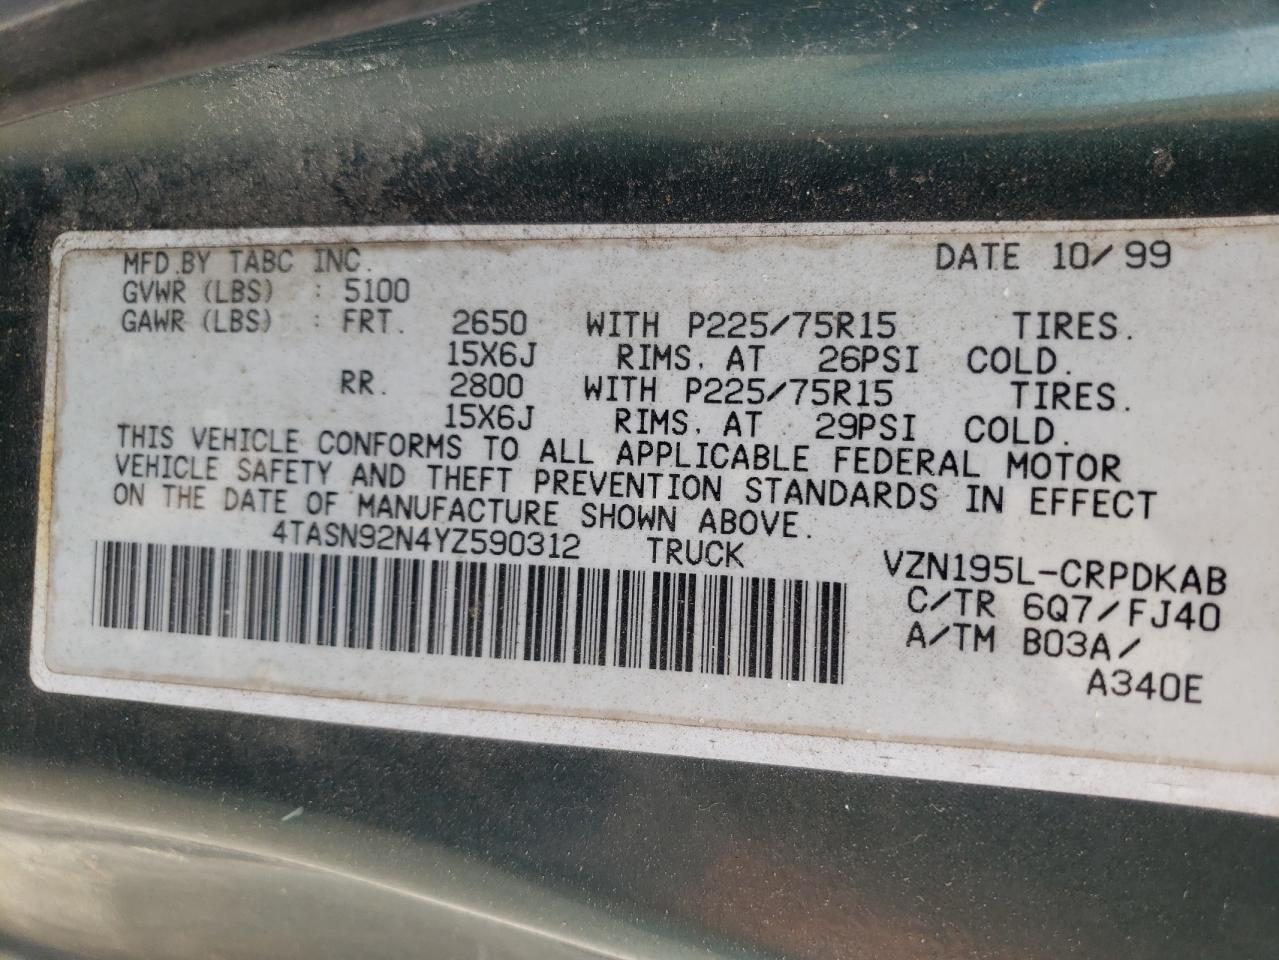 MFD.BY TABC INC. DATE 10/99
GVWR (LBS) : 5100
GAWR (LBS) : FRT. 2650 WITH P225/75R15 TIRES.
15X6J RIMS. AT 26PSI COLD.
RR. 2800 WITH P225/75R15 TIRES.
15X6J RIMS. AT 29PSI COLD.
THIS VEHICLE CONFORMS TO ALL APPLICABLE FEDERAL MOTOR
VEHICLE SAFETY AND THEFT PREVENTION STANDARDS IN EFFECT
ON THE DATE OF MANUFACTURE SHOWN ABOVE.
4TASN92N4YZ590312 TRUCK VZN195L-CRPDKAB
C/TR 6Q7/FJ40
A/TM B03A/
A340E